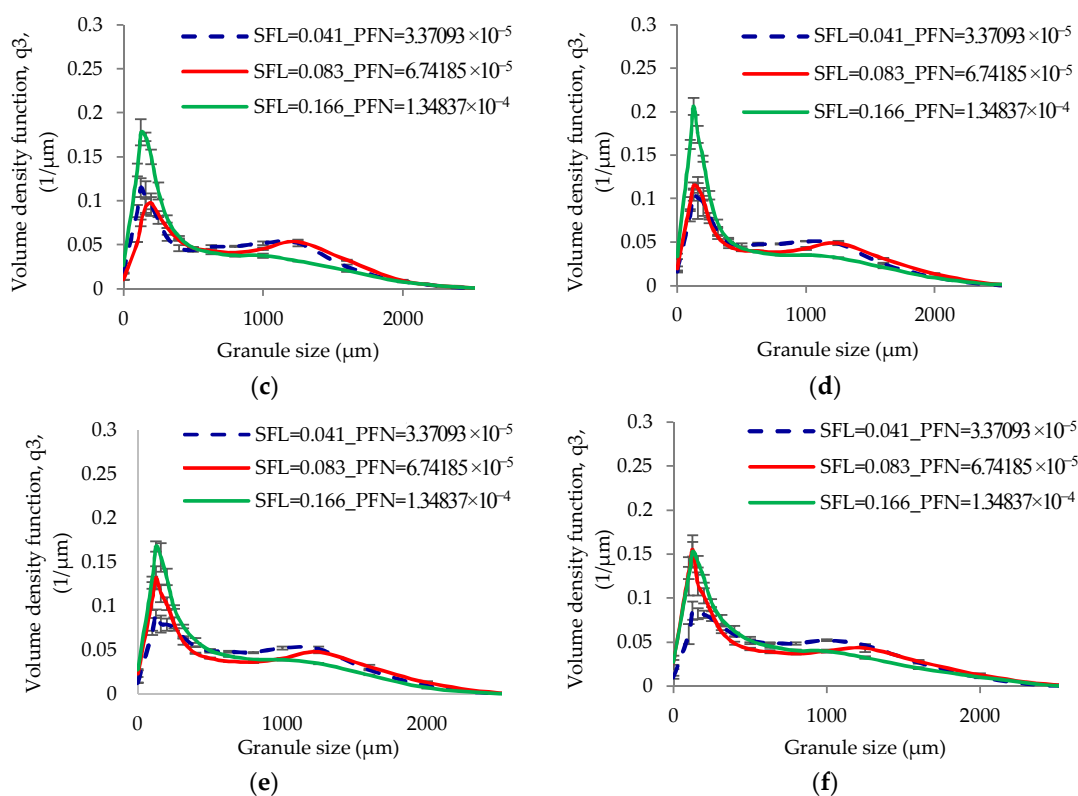 0.3
0.25
0.2
0.15
0.1
0.05
0
Volume density function, q3,
(1/µm)
SFL=0.041_PFN=3.37093 ×10⁻⁵
SFL=0.083_PFN=6.74185×10⁻⁵
SFL=0.166_PFN=1.34837×10⁻⁴
0 1000 2000
Granule size (µm)
(c)
0.3
0.25
0.2
0.15
0.1
0.05
0
Volume density function, q3,
(1/µm)
SFL=0.041_PFN=3.37093 ×10⁻⁵
SFL=0.083_PFN=6.74185×10⁻⁵
SFL=0.166_PFN=1.34837×10⁻⁴
0 1000 2000
Granule size (µm)
(d)
0.3
0.25
0.2
0.15
0.1
0.05
0
Volume density function, q3,
(1/µm)
SFL=0.041_PFN=3.37093 ×10⁻⁵
SFL=0.083_PFN=6.74185×10⁻⁵
SFL=0.166_PFN=1.34837×10⁻⁴
0 1000 2000
Granule size (µm)
(e)
0.3
0.25
0.2
0.15
0.1
0.05
0
Volume density function, q3,
(1/µm)
SFL=0.041_PFN=3.37093 ×10⁻⁵
SFL=0.083_PFN=6.74185×10⁻⁵
SFL=0.166_PFN=1.34837×10⁻⁴
0 1000 2000
Granule size (µm)
(f)